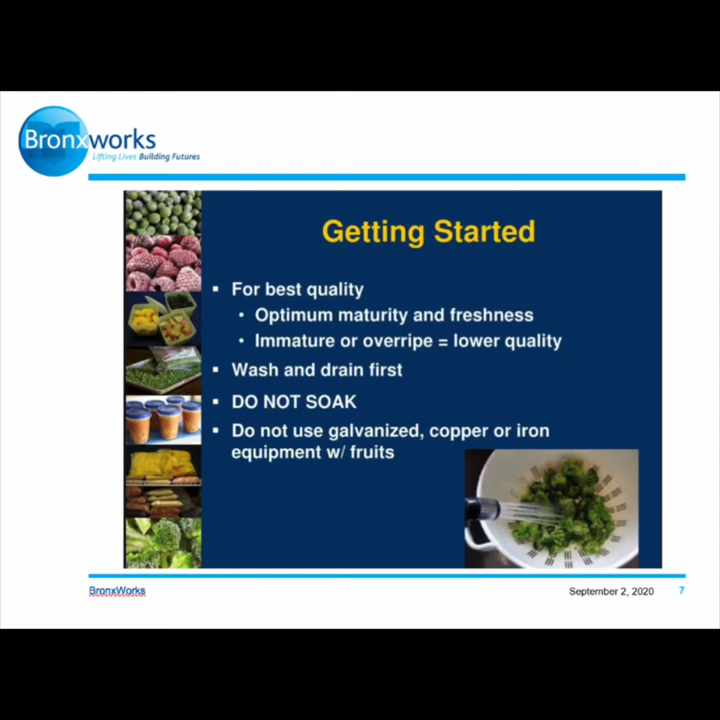 Bronxworks
Lifting Lives Building Futures
Getting Started
▪ For best quality
• Optimum maturity and freshness
• Immature or overripe = lower quality
▪ Wash and drain first
▪ DO NOT SOAK
▪ Do not use galvanized, copper or iron
equipment w/ fruits
BronxWorks
September 2, 2020 7